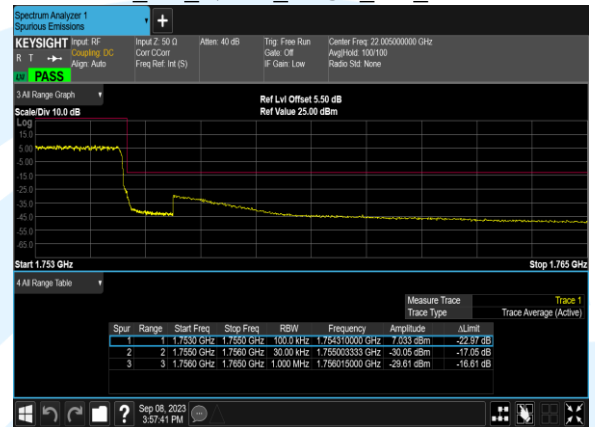 Spectrum Analyzer 1
Spurious Emissions
+
KEYSIGHT Input: RF Input Z: 50 Ω Atten: 40 dB Trig: Free Run Center Freq: 22.005000000 GHz
R T Coupling: DC Corr CCorr Gate: Off Avg|Hold: 100/100
Align: Auto Freq Ref: Int (S) IF Gain: Low Radio Std: None
LV PASS
3 All Range Graph
Ref Lvl Offset 5.50 dB
Scale/Div 10.0 dB Ref Value 25.00 dBm
Log
15.0
5.00
-5.00
-15.0
-25.0
-35.0
-45.0
-55.0
-65.0
Start 1.753 GHz Stop 1.765 GHz
4 All Range Table
Measure Trace Trace 1
Trace Type Trace Average (Active)
Spur Range Start Freq Stop Freq RBW Frequency Amplitude ΔLimit
1 1 1.7530 GHz 1.7550 GHz 100.0 kHz 1.754310000 GHz 7.033 dBm -22.97 dB
2 2 1.7550 GHz 1.7560 GHz 30.00 kHz 1.755003333 GHz -30.05 dBm -17.05 dB
3 3 1.7560 GHz 1.7650 GHz 1.000 MHz 1.756015000 GHz -29.61 dBm -16.61 dB
? Sep 08, 2023
3:57:41 PM